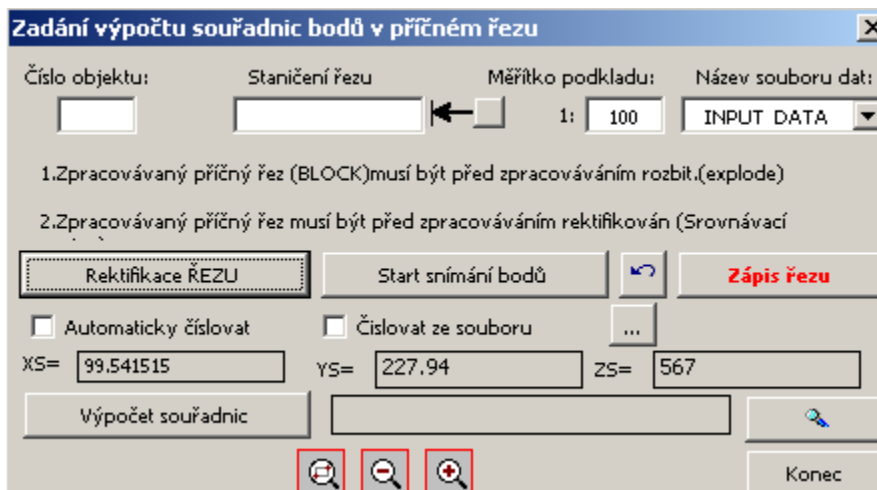 Zadání výpočtu souřadnic bodů v příčném řezu
Číslo objektu: Staničení řezu Měřítko podkladu: Název souboru dat:
1: 100 INPUT DATA
1.Zpracovávaný příčný řez (BLOCK)musí být před zpracováváním rozbit.(explode)
2.Zpracovávaný příčný řez musí být před zpracováváním rektifikován (Srovnávací
Rektifikace ŘEZU Start snímání bodů Zápis řezu
Automaticky číslovat Čislovat ze souboru ...
XS= 99.541515 YS= 227.94 ZS= 567
Výpočet souřadnic
Konec